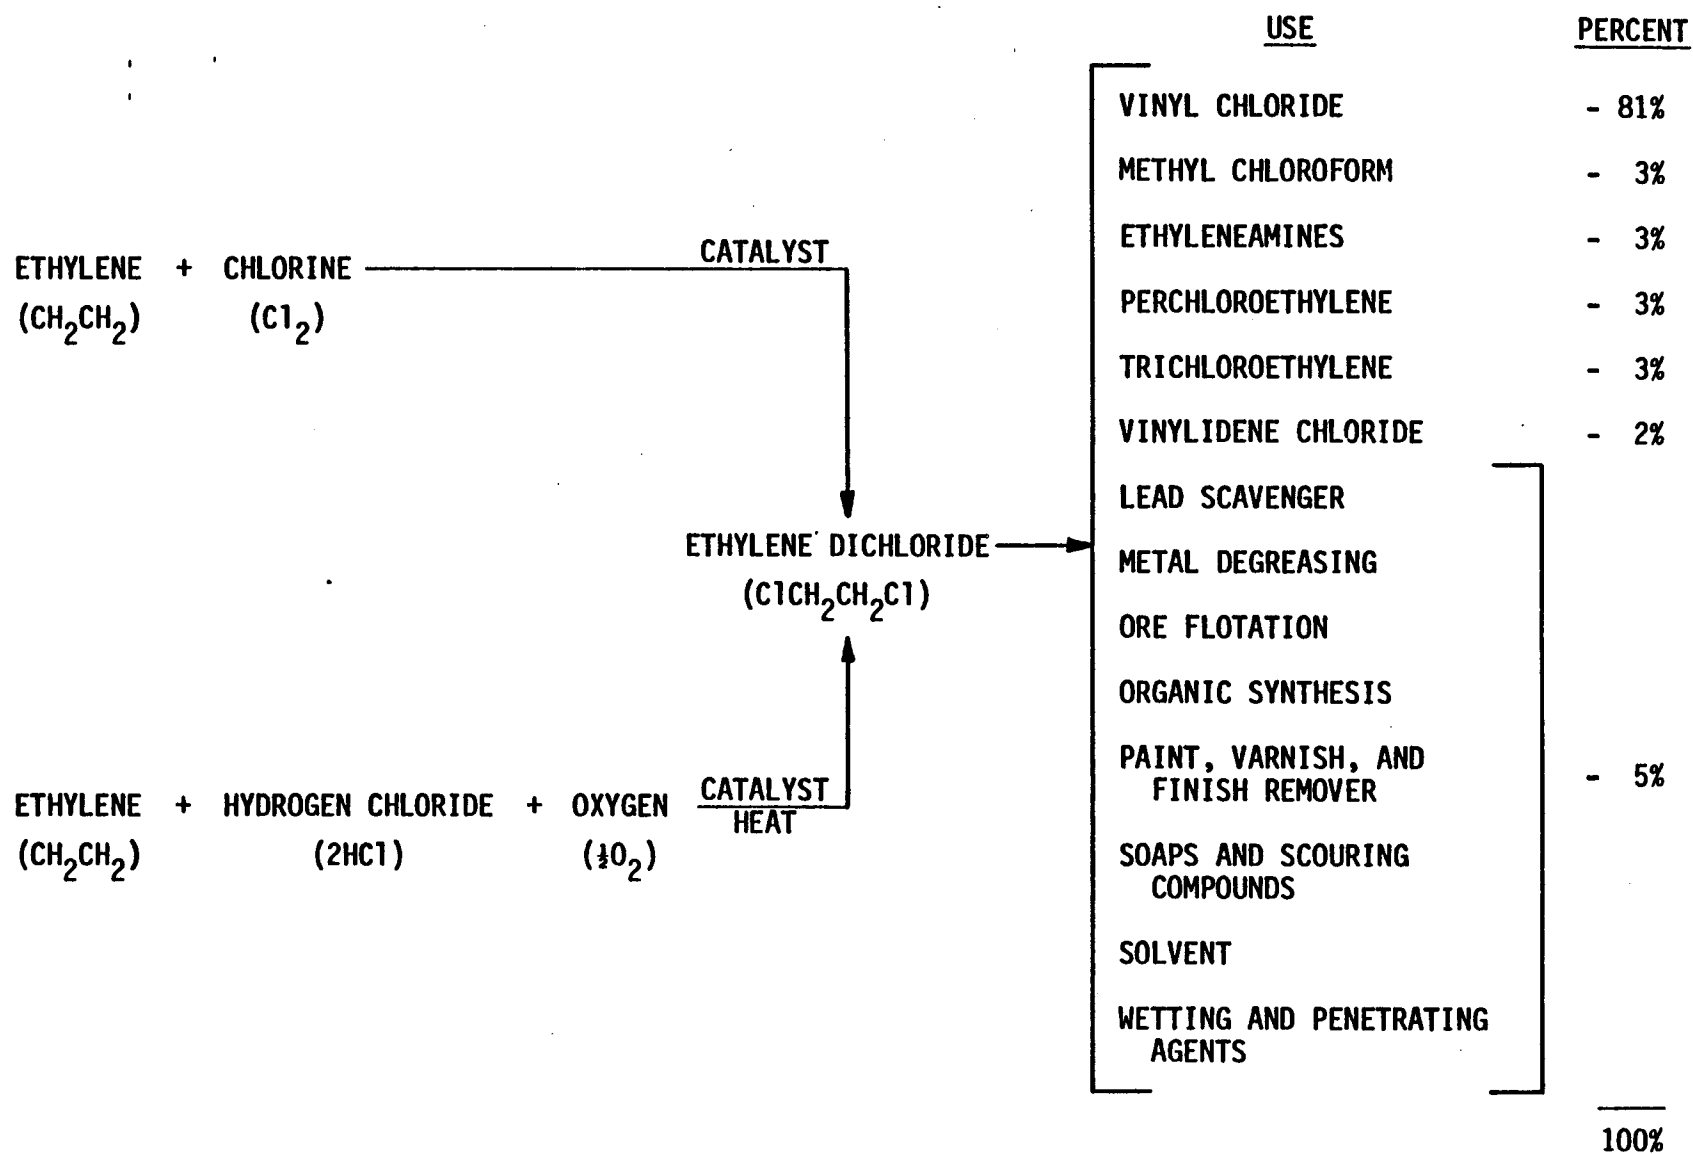 USE PERCENT
VINYL CHLORIDE - 81%
METHYL CHLOROFORM - 3%
ETHYLENEAMINES - 3%
PERCHLOROETHYLENE - 3%
TRICHLOROETHYLENE - 3%
VINYLIDENE CHLORIDE - 2%
LEAD SCAVENGER
METAL DEGREASING
ORE FLOTATION
ORGANIC SYNTHESIS
PAINT, VARNISH, AND
FINISH REMOVER
- 5%
SOAPS AND SCOURING
COMPOUNDS
SOLVENT
WETTING AND PENETRATING
AGENTS
100%
ETHYLENE + CHLORINE
(CH₂CH₂) (Cl₂)
CATALYST
ETHYLENE DICHLORIDE
(ClCH₂CH₂Cl)
ETHYLENE + HYDROGEN CHLORIDE + OXYGEN
(CH₂CH₂) (2HCl) (½O₂)
CATALYST
HEAT